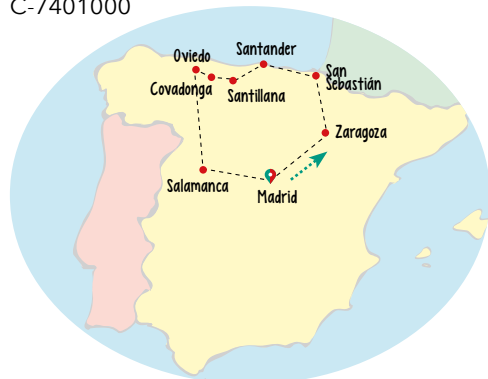 C-7401000
Oviedo
Santander
San
Sebastián
Covadonga
Santillana
Zaragoza
Salamanca
Madrid